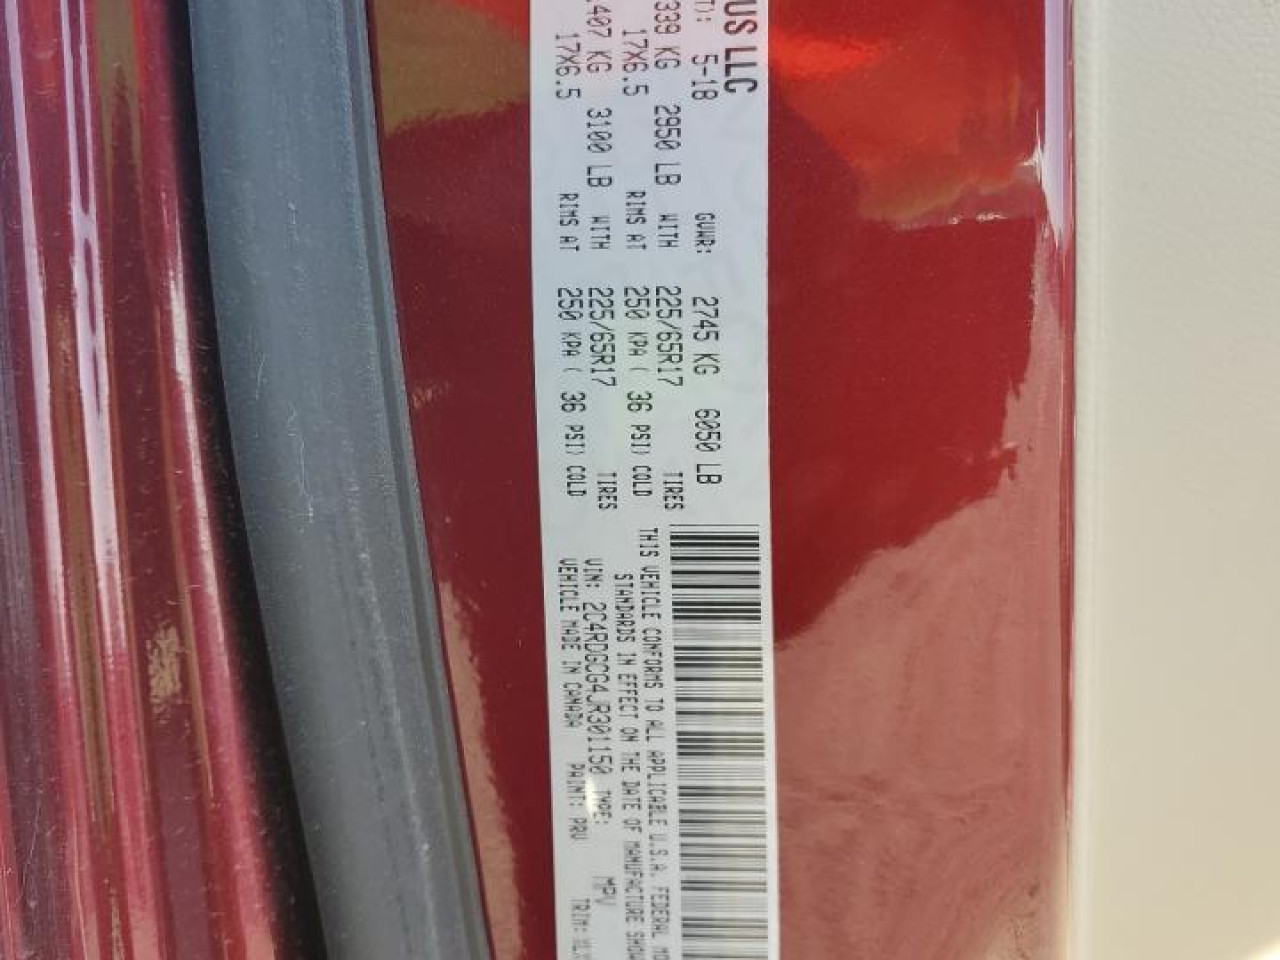 US LLC
T): 5-18 GVWR: 2745 KG 6050 LB
339 KG 2950 LB WITH 225/65R17 TIRES
17X6.5 RIMS AT 250 KPA ( 36 PSI) COLD
407 KG 3100 LB WITH 225/65R17 TIRES
17X6.5 RIMS AT 250 KPA ( 36 PSI) COLD
THIS VEHICLE CONFORMS TO ALL APPLICABLE U.S.A. FEDERAL
STANDARDS IN EFFECT ON THE DATE OF MANUFACTURE
VIN: 2C4RDGCG4JR301150 TYPE: MPV
VEHICLE MADE IN CANADA PAINT: PRV TRIM: